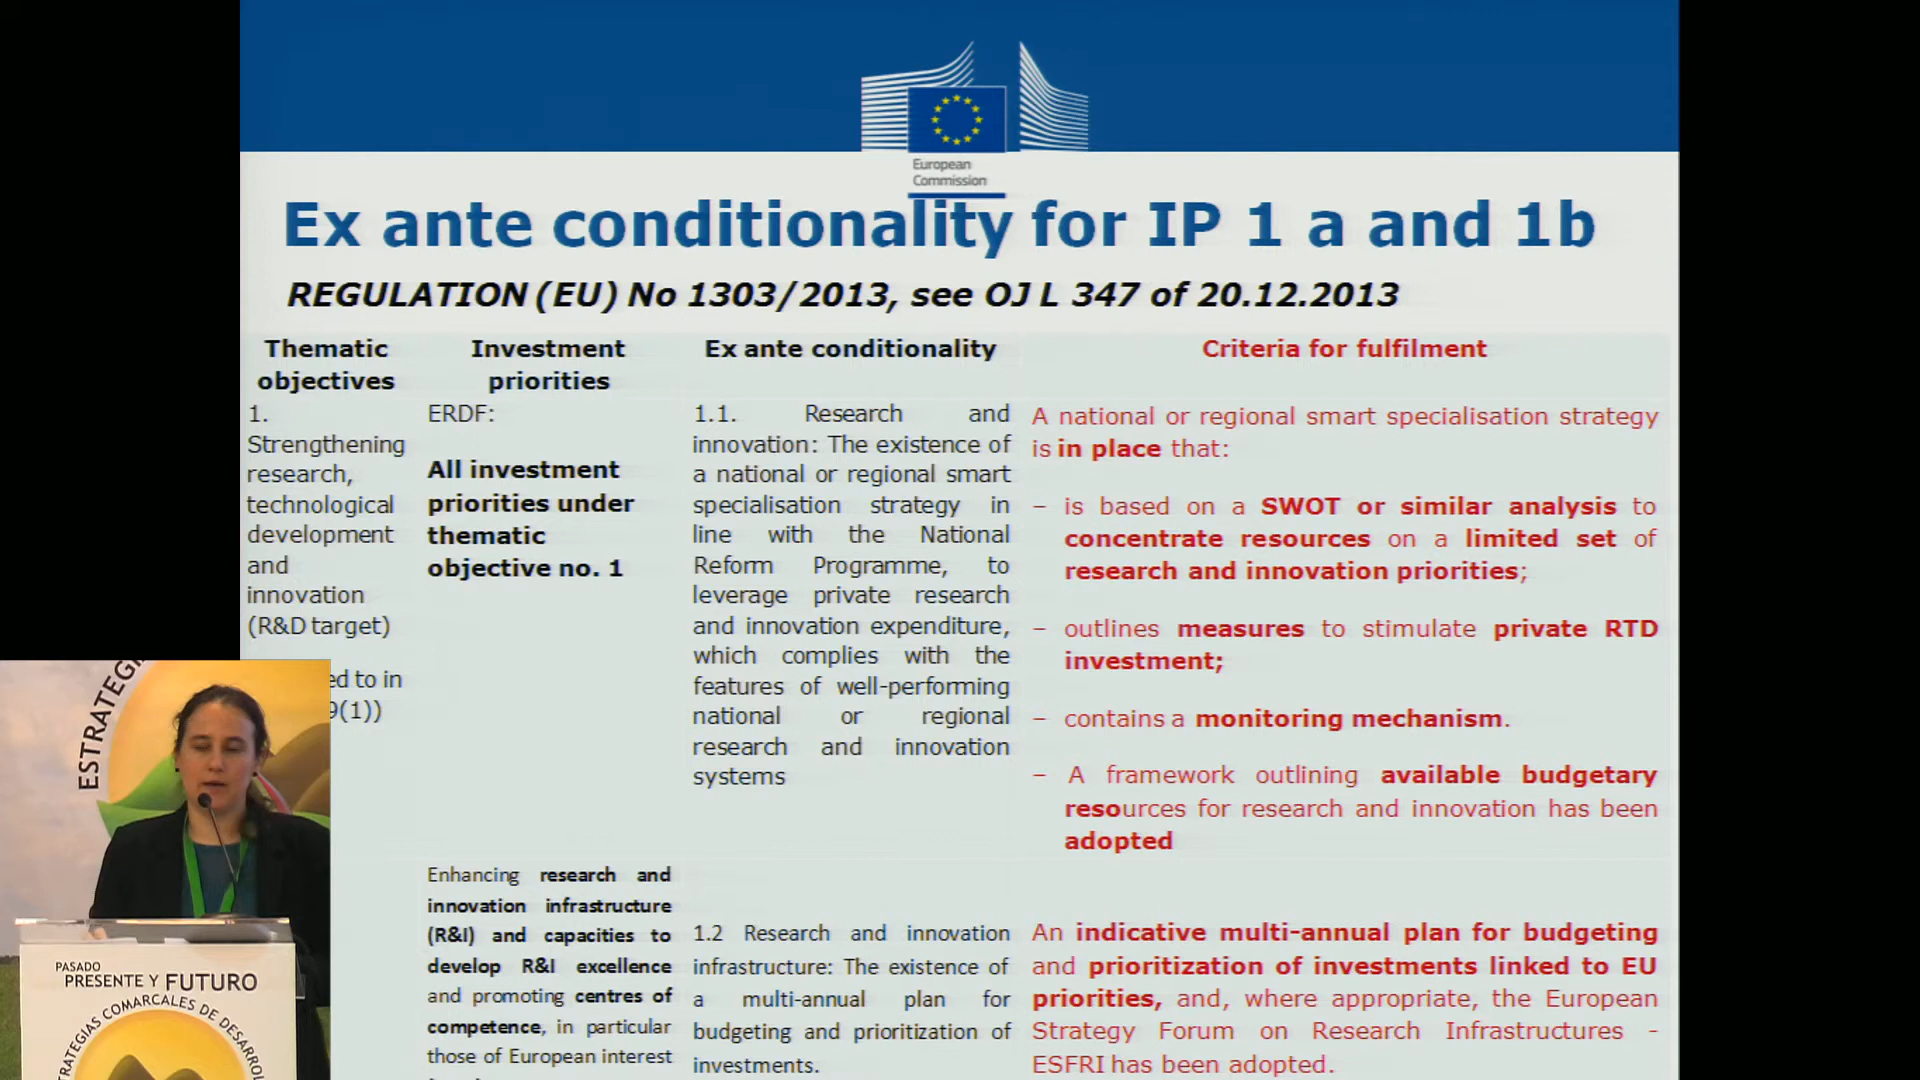 European
Commission
Ex ante conditionality for IP 1 a and 1b
REGULATION (EU) No 1303/2013, see OJ L 347 of 20.12.2013
Thematic
objectives
Investment
priorities
Ex ante conditionality
Criteria for fulfilment
1.
Strengthening
research,
technological
development
and
innovation
(R&D target)
ed to in
9(1))
ERDF:
All investment
priorities under
thematic
objective no. 1
1.1. Research and
innovation: The existence of
a national or regional smart
specialisation strategy in
line with the National
Reform Programme, to
leverage private research
and innovation expenditure,
which complies with the
features of well-performing
national or regional
research and innovation
systems
A national or regional smart specialisation strategy
is in place that:
– is based on a SWOT or similar analysis to
concentrate resources on a limited set of
research and innovation priorities;
– outlines measures to stimulate private RTD
investment;
– contains a monitoring mechanism.
– A framework outlining available budgetary
resources for research and innovation has been
adopted
Enhancing research and
innovation infrastructure
(R&I) and capacities to
develop R&I excellence
and promoting centres of
competence, in particular
those of European interest
1.2 Research and innovation
infrastructure: The existence of
a multi-annual plan for
budgeting and prioritization of
investments.
An indicative multi-annual plan for budgeting
and prioritization of investments linked to EU
priorities, and, where appropriate, the European
Strategy Forum on Research Infrastructures -
ESFRI has been adopted.
ESTRATEGI
PASADO
PRESENTE Y FUTURO
STRATEGIAS COMARCALES DE DESARROL